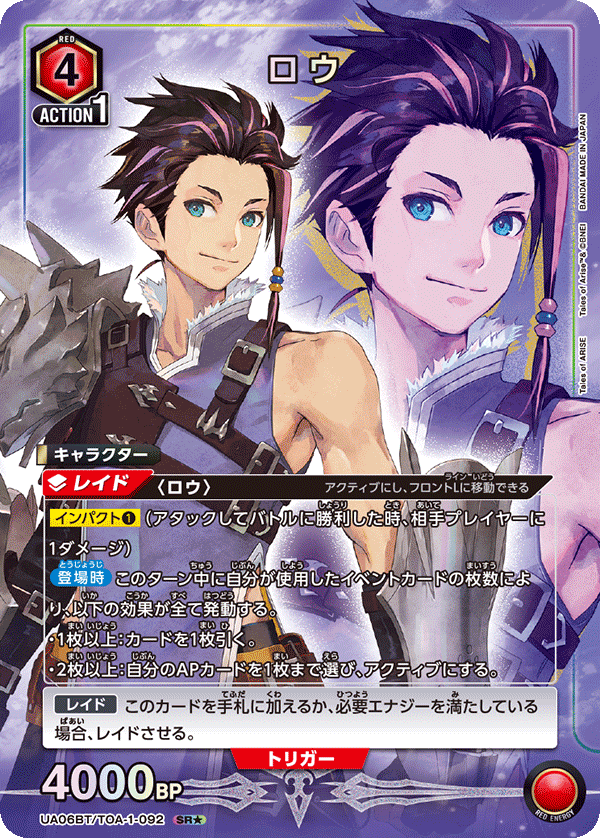 RED
4
ACTION 1
ロウ
BANDAI MADE IN JAPAN
Tales of Arise™& ©BNEI
Tales of ARISE
キャラクター
レイド 〈ロウ〉 アクティブにし、フロントLに移動できる
インパクト❶ (アタックしてバトルに勝利した時、相手プレイヤーに
1ダメージ)
登場時 このターン中に自分が使用したイベントカードの枚数によ
り、以下の効果が全て発動する。
・1枚以上:カードを1枚引く。
・2枚以上:自分のAPカードを1枚まで選び、アクティブにする。
レイド このカードを手札に加えるか、必要エナジーを満たしている
場合、レイドさせる。
トリガー
4000BP
UA06BT/TOA-1-092 SR★
RED ENERGY